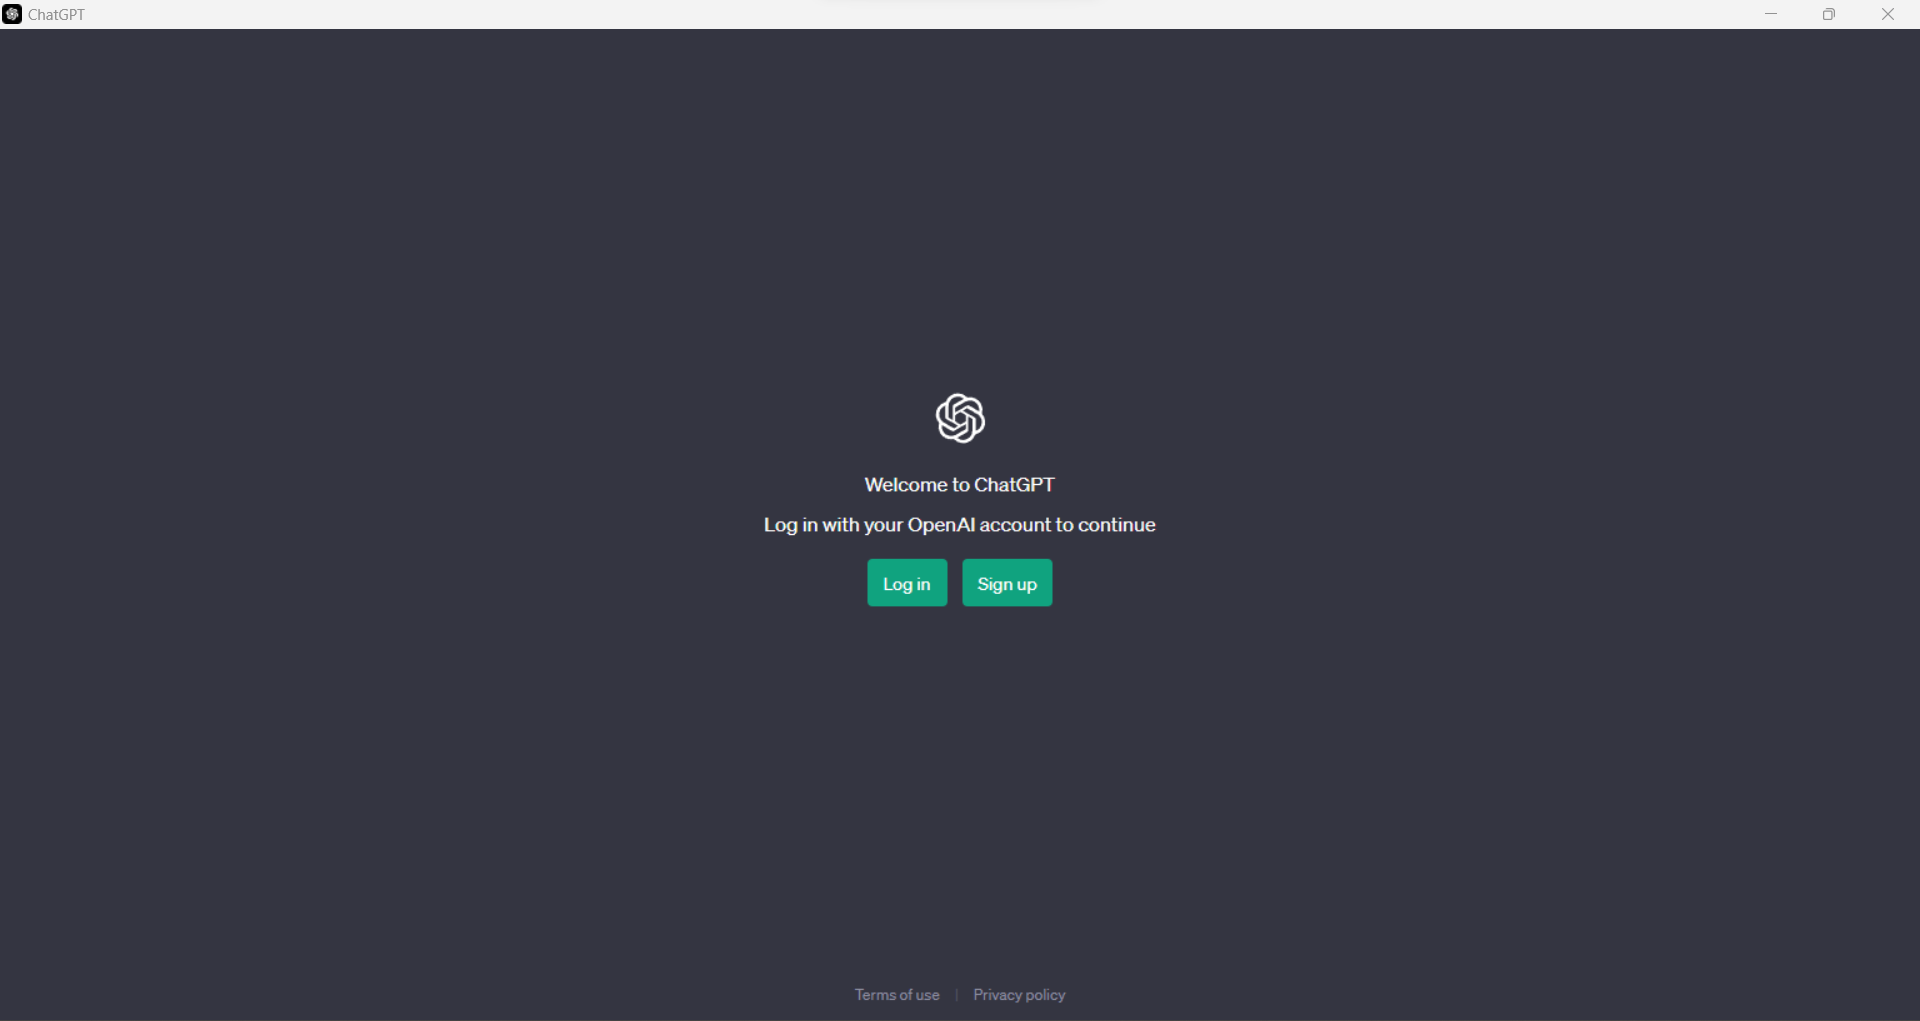 ChatGPT
Welcome to ChatGPT
Log in with your OpenAI account to continue
Log in
Sign up
Terms of use | Privacy policy